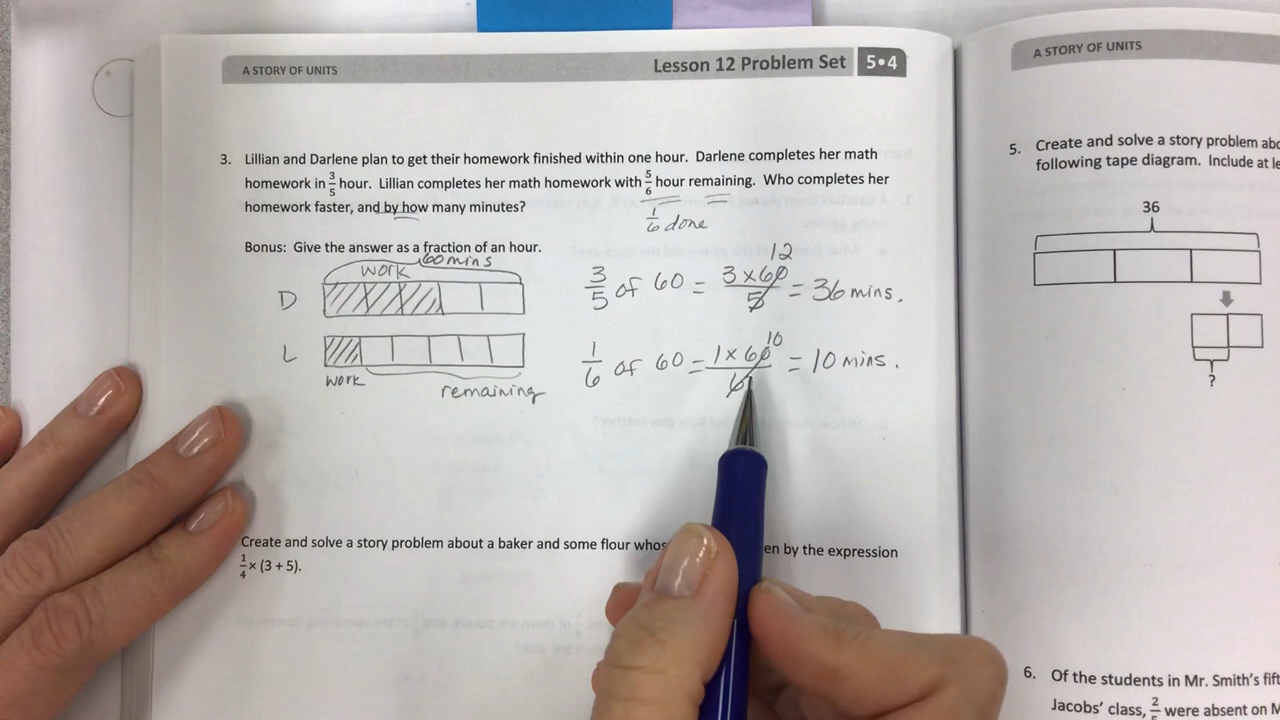 A STORY OF UNITS
Lesson 12 Problem Set 5•4
3. Lillian and Darlene plan to get their homework finished within one hour. Darlene completes her math
homework in 3/5 hour. Lillian completes her math homework with 5/6 hour remaining. Who completes her
homework faster, and by how many minutes?
1/6 done
Bonus: Give the answer as a fraction of an hour.
60 mins
work
D
3/5 of 60 = 3 x 60/5 = 36 mins.
12
L
work
remaining
1/6 of 60 = 1 x 60/6 = 10 mins.
10
Create and solve a story problem about a baker and some flour
en by the expression
1/4 × (3 + 5).
A STORY OF UNITS
5. Create and solve a story problem
following tape diagram. Include at
36
?
6. Of the students in Mr. Smith's
Jacobs' class, 2/ were absent on